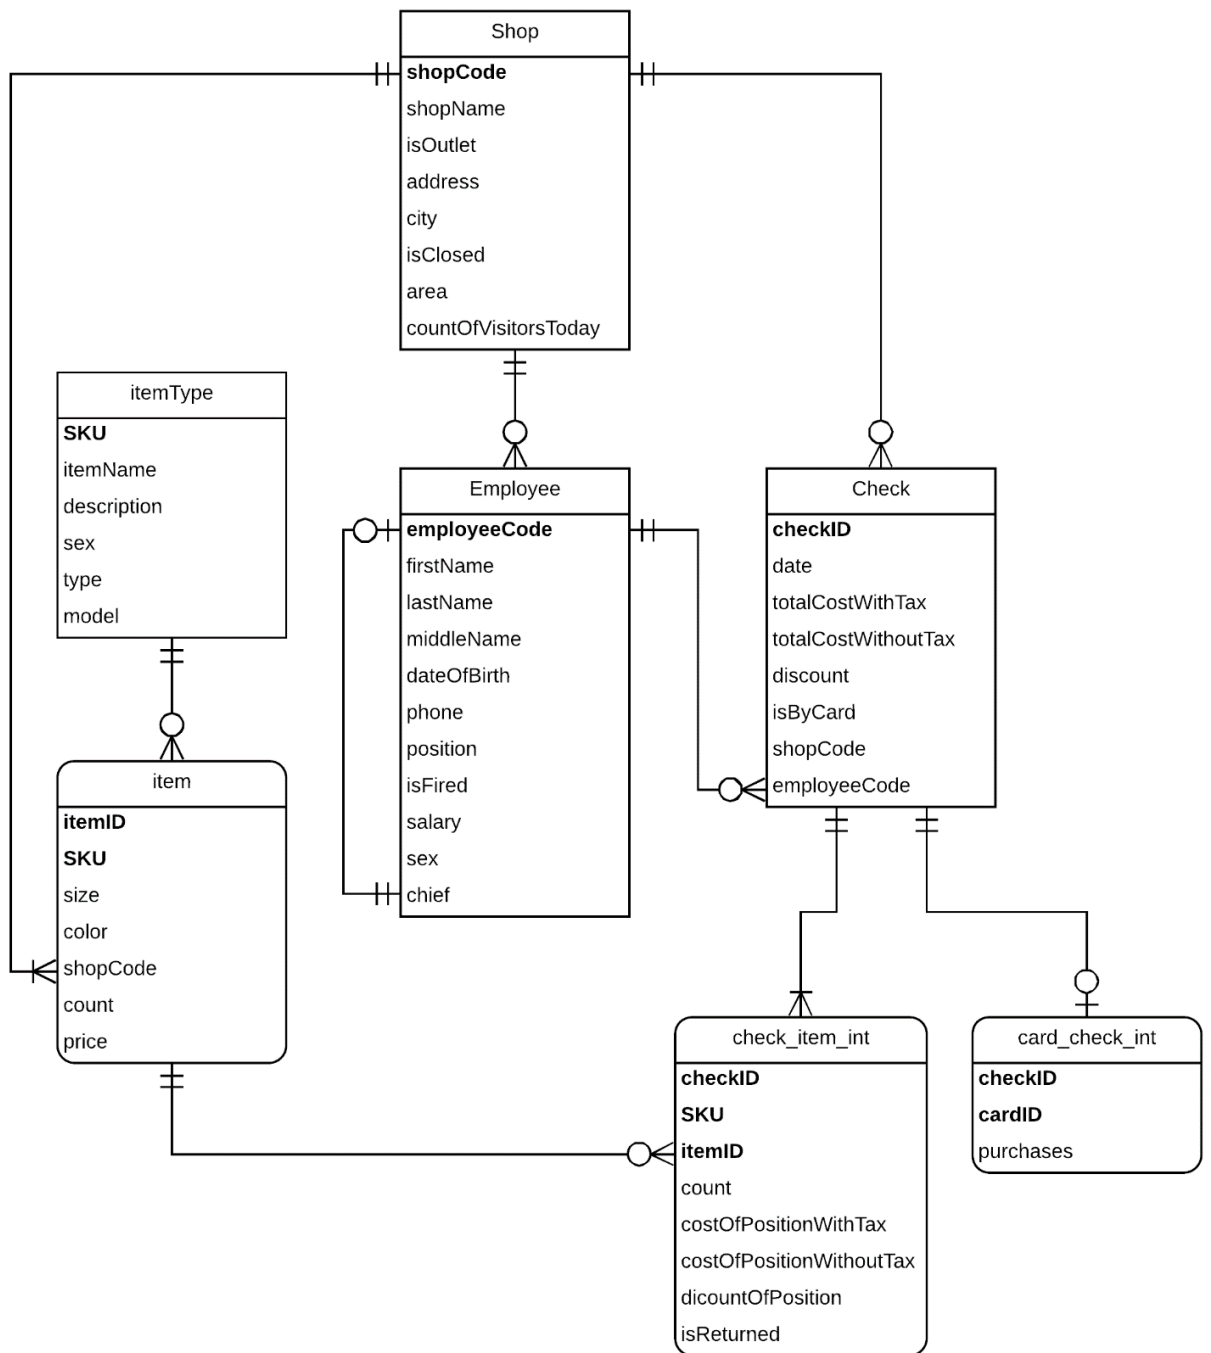 Shop
shopCode
shopName
isOutlet
address
city
isClosed
area
countOfVisitorsToday
itemType
SKU
itemName
description
sex
type
model
Employee
employeeCode
firstName
lastName
middleName
dateOfBirth
phone
position
isFired
salary
sex
chief
Check
checkID
date
totalCostWithTax
totalCostWithoutTax
discount
isByCard
shopCode
employeeCode
item
itemID
SKU
size
color
shopCode
count
price
check_item_int
checkID
SKU
itemID
count
costOfPositionWithTax
costOfPositionWithoutTax
dicountOfPosition
isReturned
card_check_int
checkID
cardID
purchases